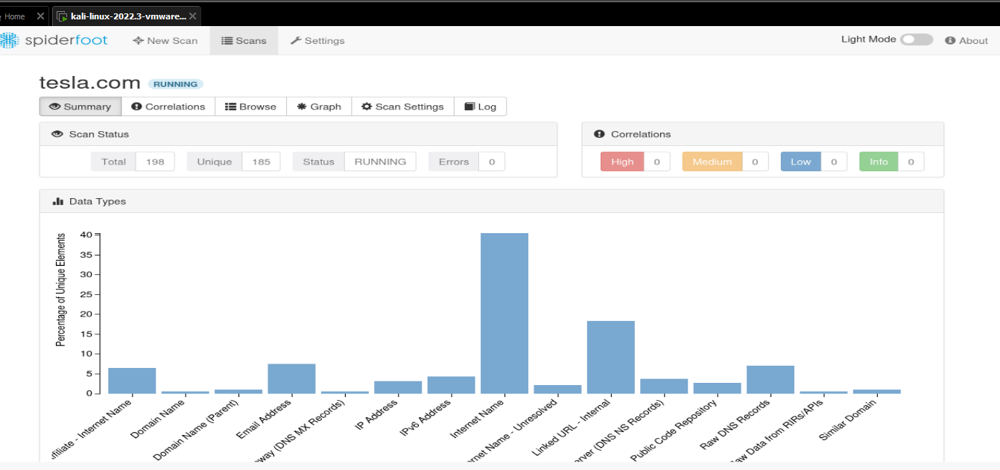 Home kali-linux-2022.3-vmware...
spiderfoot New Scan Scans Settings Light Mode About
tesla.com RUNNING
Summary Correlations Browse Graph Scan Settings Log
Scan Status
Total 198 Unique 185 Status RUNNING Errors 0
Correlations
High 0 Medium 0 Low 0 Info 0
Data Types
Percentage of Unique Elements
40
35
30
25
20
15
10
5
0
ffiliate - Internet Name
Domain Name
Domain Name (Parent)
Email Address
way (DNS MX Records)
IP Address
IPv6 Address
Internet Name
rnet Name - Unresolved
Linked URL - Internal
erver (DNS NS Records)
Public Code Repository
Raw DNS Records
aw Data from RIRs/APIs
Similar Domain